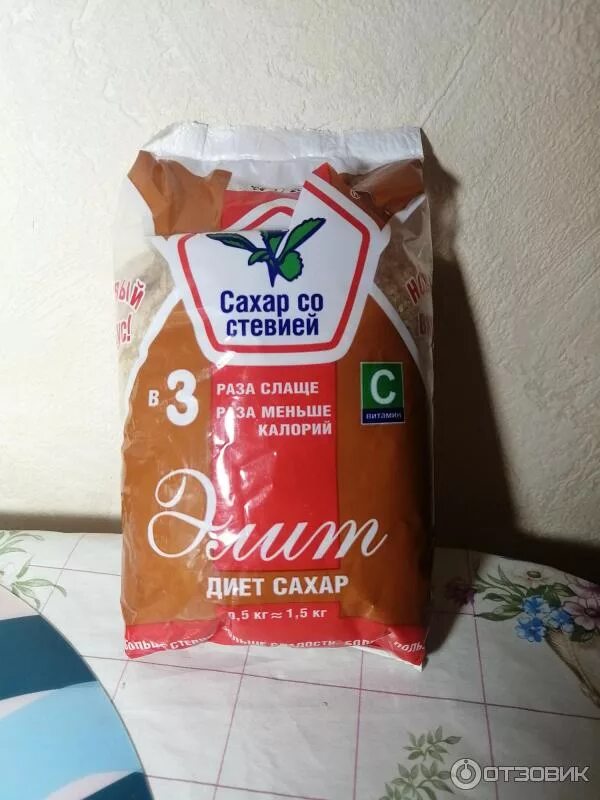 Сахар со
стевией
в 3 раза слаще
раза меньше
калорий
С
витамин
Элит
диет сахар
0,5 кг ≈ 1,5 кг
больше
ОТЗОВИК